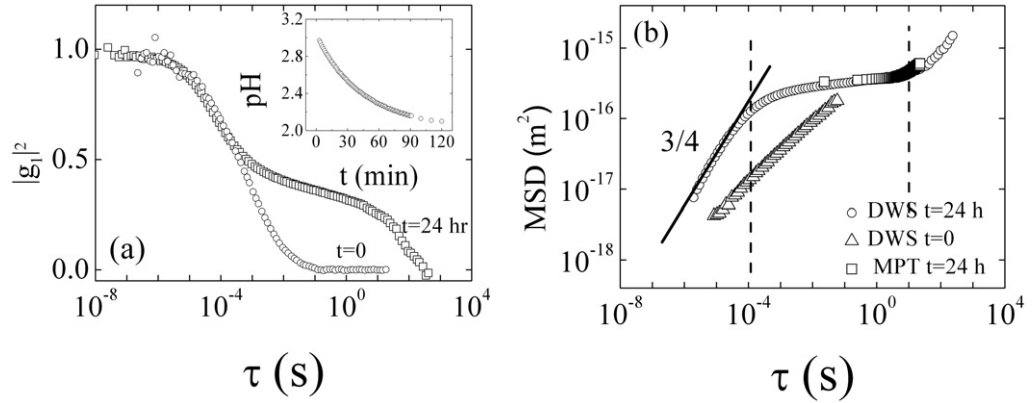 (a)
|g₁|²
1.0
0.5
0.0
10⁻⁸ 10⁻⁴ 10⁰ 10⁴
τ (s)
t=24 hr
t=0
pH
3.2
2.8
2.4
2.0
0 30 60 90 120
t (min)
(b)
MSD (m²)
10⁻¹⁵
10⁻¹⁶
10⁻¹⁷
10⁻¹⁸
3/4
DWS t=24 h
DWS t=0
MPT t=24 h
10⁻⁸ 10⁻⁴ 10⁰ 10⁴
τ (s)